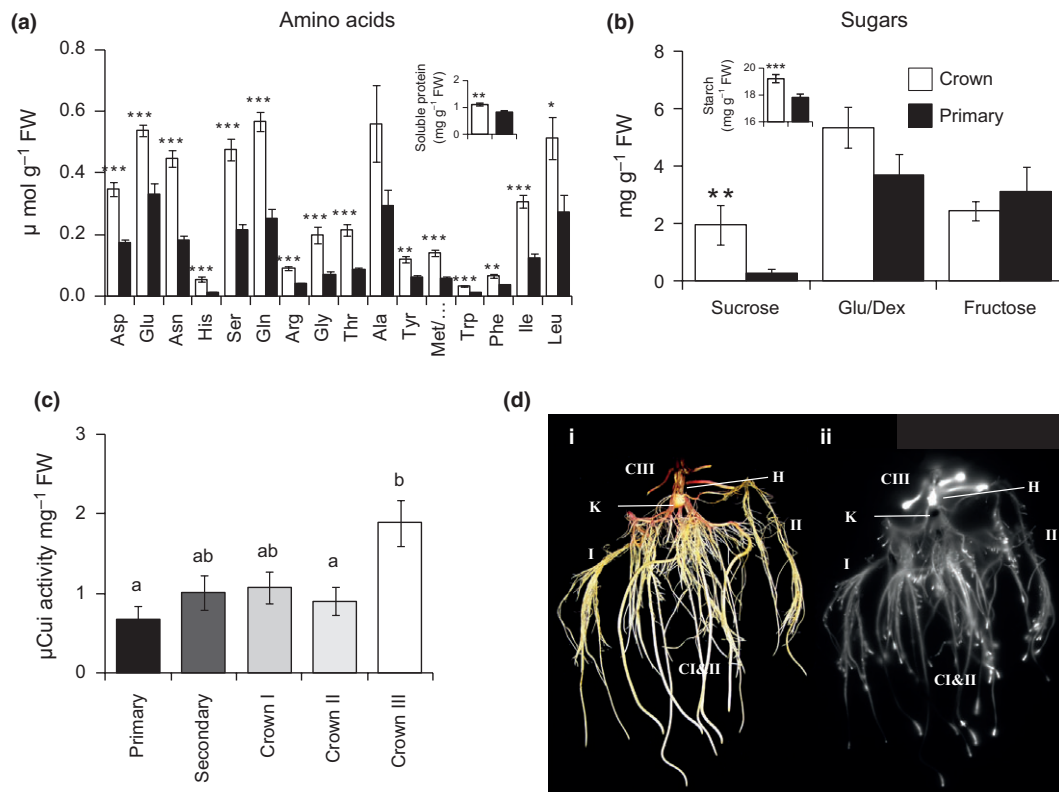 (a)
Amino acids
0.8
0.6
0.4
0.2
0.0
μ mol g–1 FW
***
***
***
***
***
***
***
***
***
**
***
***
**
***
*
Soluble protein
(mg g–1 FW)
2
1
0
**
Asp
Glu
Asn
His
Ser
Gln
Arg
Gly
Thr
Ala
Tyr
Met/…
Trp
Phe
Ile
Leu
(b)
Sugars
8
6
4
2
0
mg g–1 FW
Starch
(mg g–1 FW)
20
19
18
16
***
Crown
Primary
**
Sucrose
Glu/Dex
Fructose
(c)
3
2
1
0
μCui activity mg–1 FW
a
ab
ab
a
b
Primary
Secondary
Crown I
Crown II
Crown III
(d)
i
CIII
H
K
I
II
CI&II
ii
CIII
H
K
I
II
CI&II